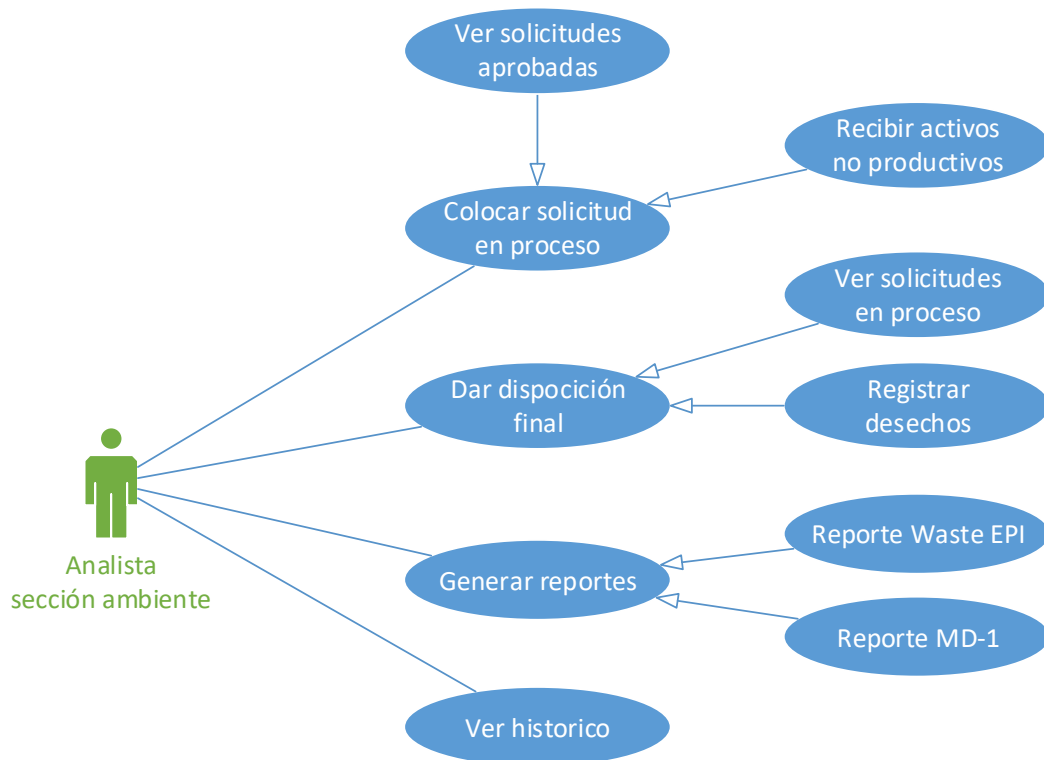 Ver solicitudes
aprobadas
Recibir activos
no productivos
Colocar solicitud
en proceso
Ver solicitudes
en proceso
Dar dispocición
final
Registrar
desechos
Analista
sección ambiente
Reporte Waste EPI
Generar reportes
Reporte MD-1
Ver historico